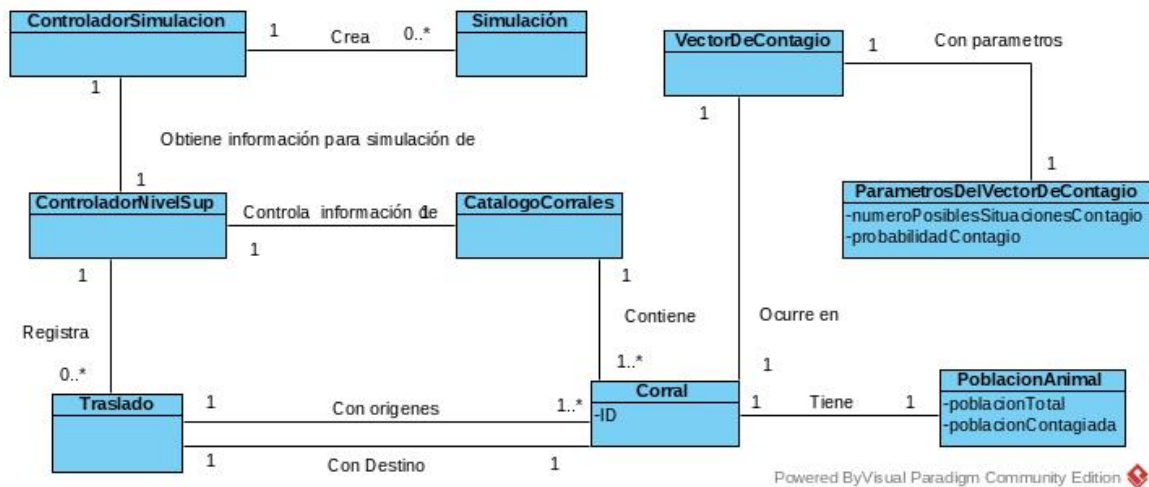 ControladorSimulacion
1
Crea
0..*
Simulación
1
VectorDeContagio
1
Con parametros
1
1
Obtiene información para simulación de
1
ControladorNivelSup
Controla información de
1
1
CatalogoCorrales
1
ParametrosDelVectorDeContagio
-numeroPosiblesSituacionesContagio
-probabilidadContagio
1
Registra
0..*
1
Contiene
1..*
Ocurre en
1
Traslado
1
Con origenes
1..*
1
Con Destino
1
Corral
-ID
1
Tiene
1
PoblacionAnimal
-poblacionTotal
-poblacionContagiada
Powered ByVisual Paradigm Community Edition